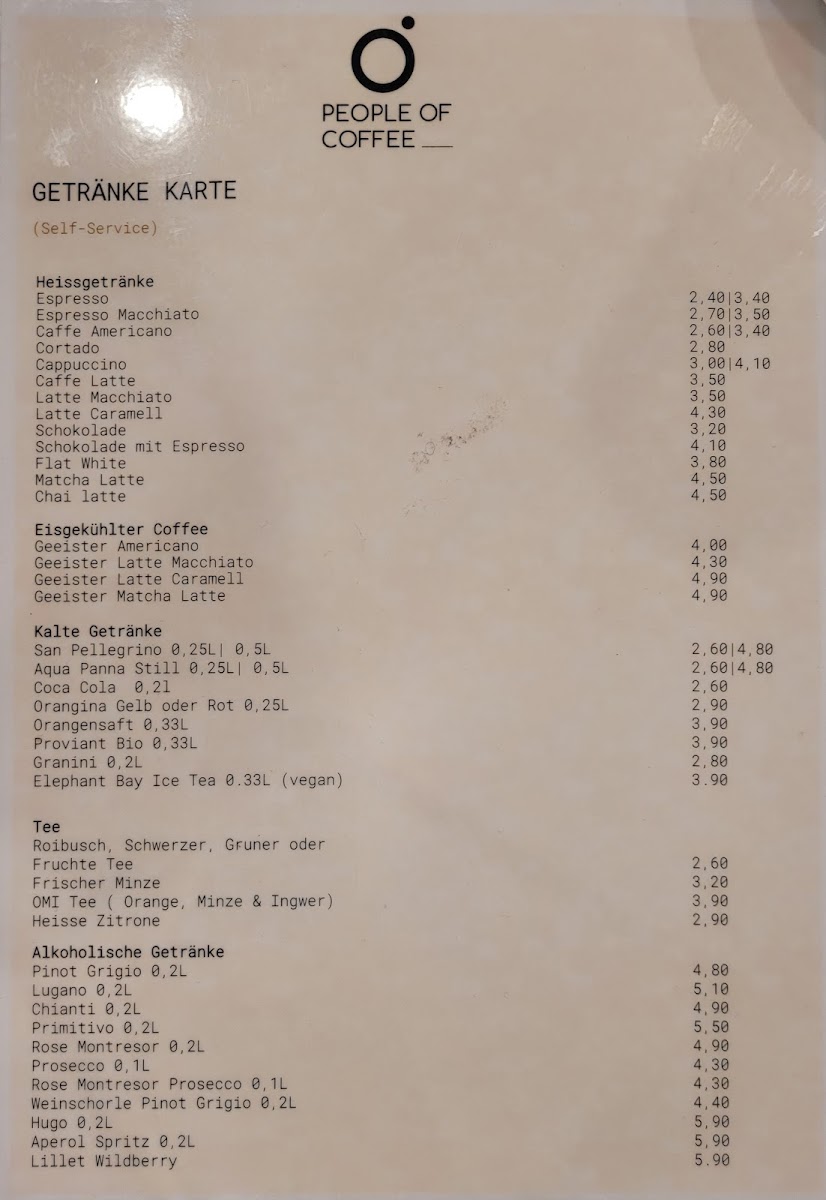 PEOPLE OF
COFFEE
GETRÄNKE KARTE
(Self-Service)
Heissgetränke
Espresso 2,40|3,40
Espresso Macchiato 2,70|3,50
Caffe Americano 2,60|3,40
Cortado 2,80
Cappuccino 3,00|4,10
Caffe Latte 3,50
Latte Macchiato 3,50
Latte Caramell 4,30
Schokolade 3,20
Schokolade mit Espresso 4,10
Flat White 3,80
Matcha Latte 4,50
Chai latte 4,50
Eisgekühlter Coffee
Geeister Americano 4,00
Geeister Latte Macchiato 4,30
Geeister Latte Caramell 4,90
Geeister Matcha Latte 4,90
Kalte Getränke
San Pellegrino 0,25L| 0,5L 2,60|4,80
Aqua Panna Still 0,25L| 0,5L 2,60|4,80
Coca Cola 0,2l 2,60
Orangina Gelb oder Rot 0,25L 2,90
Orangensaft 0,33L 3,90
Proviant Bio 0,33L 3,90
Granini 0,2L 2,80
Elephant Bay Ice Tea 0.33L (vegan) 3.90
Tee
Roibusch, Schwerzer, Gruner oder
Fruchte Tee 2,60
Frischer Minze 3,20
OMI Tee ( Orange, Minze & Ingwer) 3,90
Heisse Zitrone 2,90
Alkoholische Getränke
Pinot Grigio 0,2L 4,80
Lugano 0,2L 5,10
Chianti 0,2L 4,90
Primitivo 0,2L 5,50
Rose Montresor 0,2L 4,90
Prosecco 0,1L 4,30
Rose Montresor Prosecco 0,1L 4,30
Weinschorle Pinot Grigio 0,2L 4,40
Hugo 0,2L 5,90
Aperol Spritz 0,2L 5,90
Lillet Wildberry 5.90